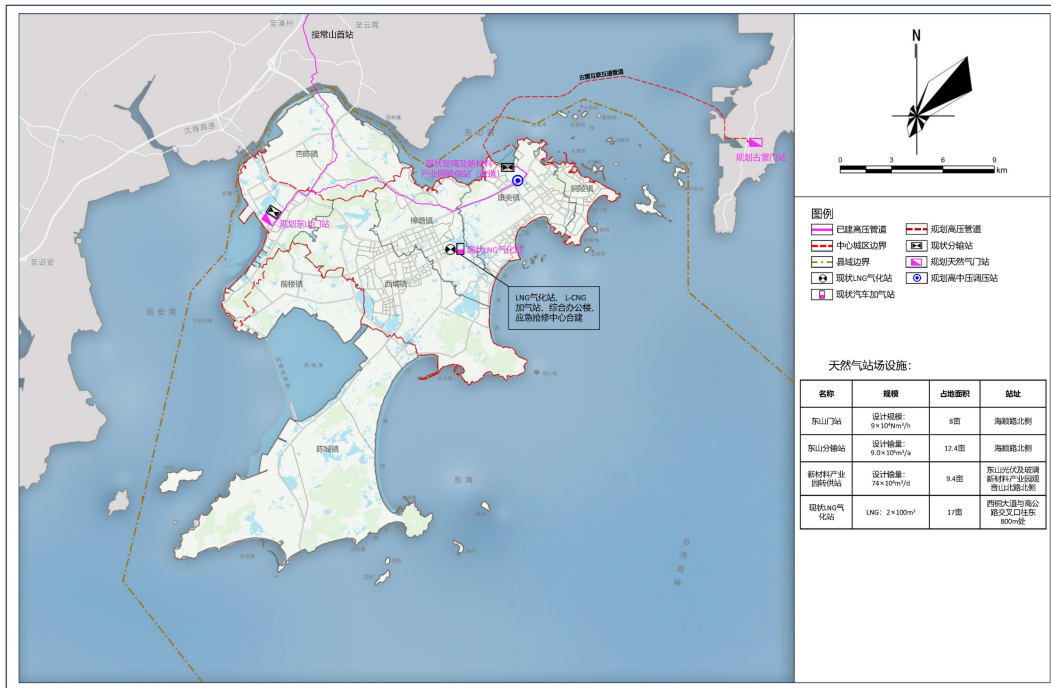 至漳州
至云霄
接常山首站
沈海高速
古雷互联互通管道
东山湾
杏陈镇
现状玻璃及新材料
产业园转供站（改造）
规划古雷门站
康美镇
铜陵镇
规划东山门站
樟塘镇
现状LNG气化站
至诏安
前楼镇
西埔镇
LNG气化站、L-CNG
加气站、综合办公楼、
应急抢修中心合建
诏安湾
陈城镇
东海
台湾海峡
N
0 3 6 9
km
图例
已建高压管道
规划高压管道
中心城区边界
现状分输站
县域边界
规划天然气门站
现状LNG气化站
规划高中压调压站
现状汽车加气站
天然气站场设施：
名称 规模 占地面积 站址
东山门站 设计规模：
9×10⁴Nm³/h 8亩 海顺路北侧
东山分输站 设计输量：
9.0×10⁸m³/a 12.4亩 海顺路北侧
新材料产业
园转供站 设计输量：
74×10⁴m³/d 9.4亩 东山光伏及玻璃
新材料产业园观
音山北路北侧
现状LNG气
化站 LNG：2×100m³ 17亩 西铜大道与高公
路交叉口往东
800m处